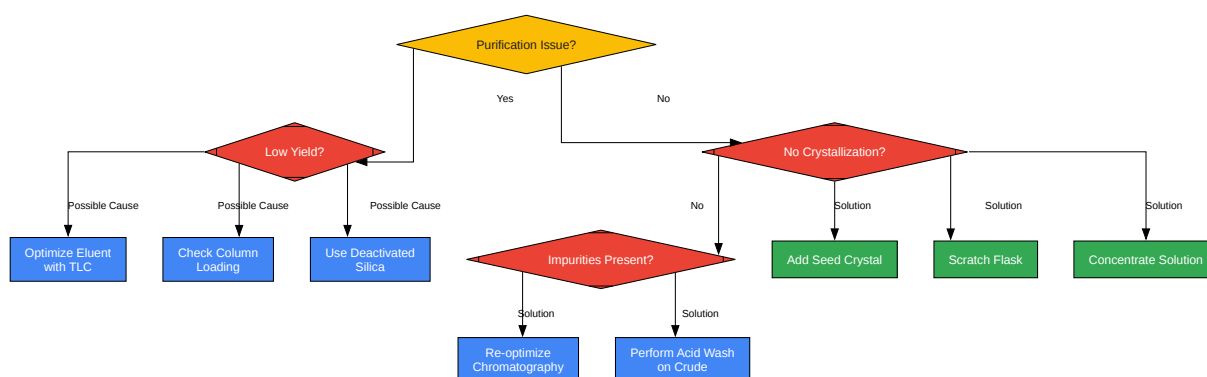 Purification Issue?
Yes
No
Low Yield?
No Crystallization?
Possible Cause
Possible Cause
Possible Cause
No
Solution
Solution
Solution
Optimize Eluent
with TLC
Check Column
Loading
Use Deactivated
Silica
Impurities Present?
Add Seed Crystal
Scratch Flask
Concentrate Solution
Solution
Solution
Re-optimize
Chromatography
Perform Acid Wash
on Crude